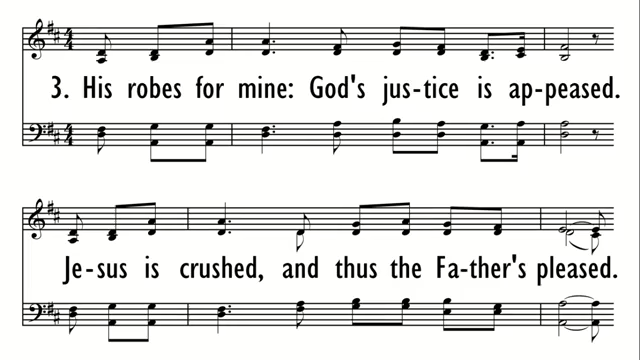 3. His robes for mine: God's jus-tice is ap-peased.
Je-sus is crushed, and thus the Fa-ther's pleased.